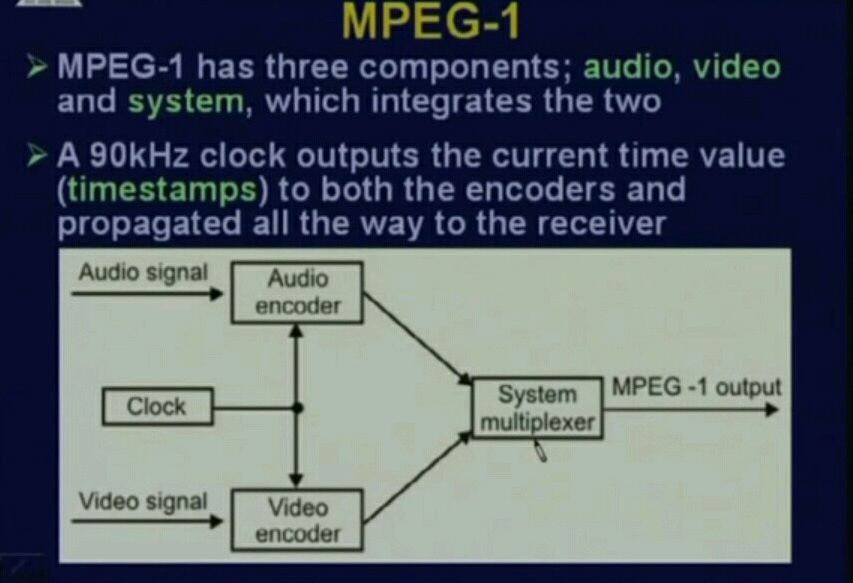 MPEG-1
MPEG-1 has three components; audio, video
and system, which integrates the two
A 90kHz clock outputs the current time value
(timestamps) to both the encoders and
propagated all the way to the receiver
Audio signal
Audio
encoder
Clock
System
multiplexer
MPEG -1 output
Video signal
Video
encoder